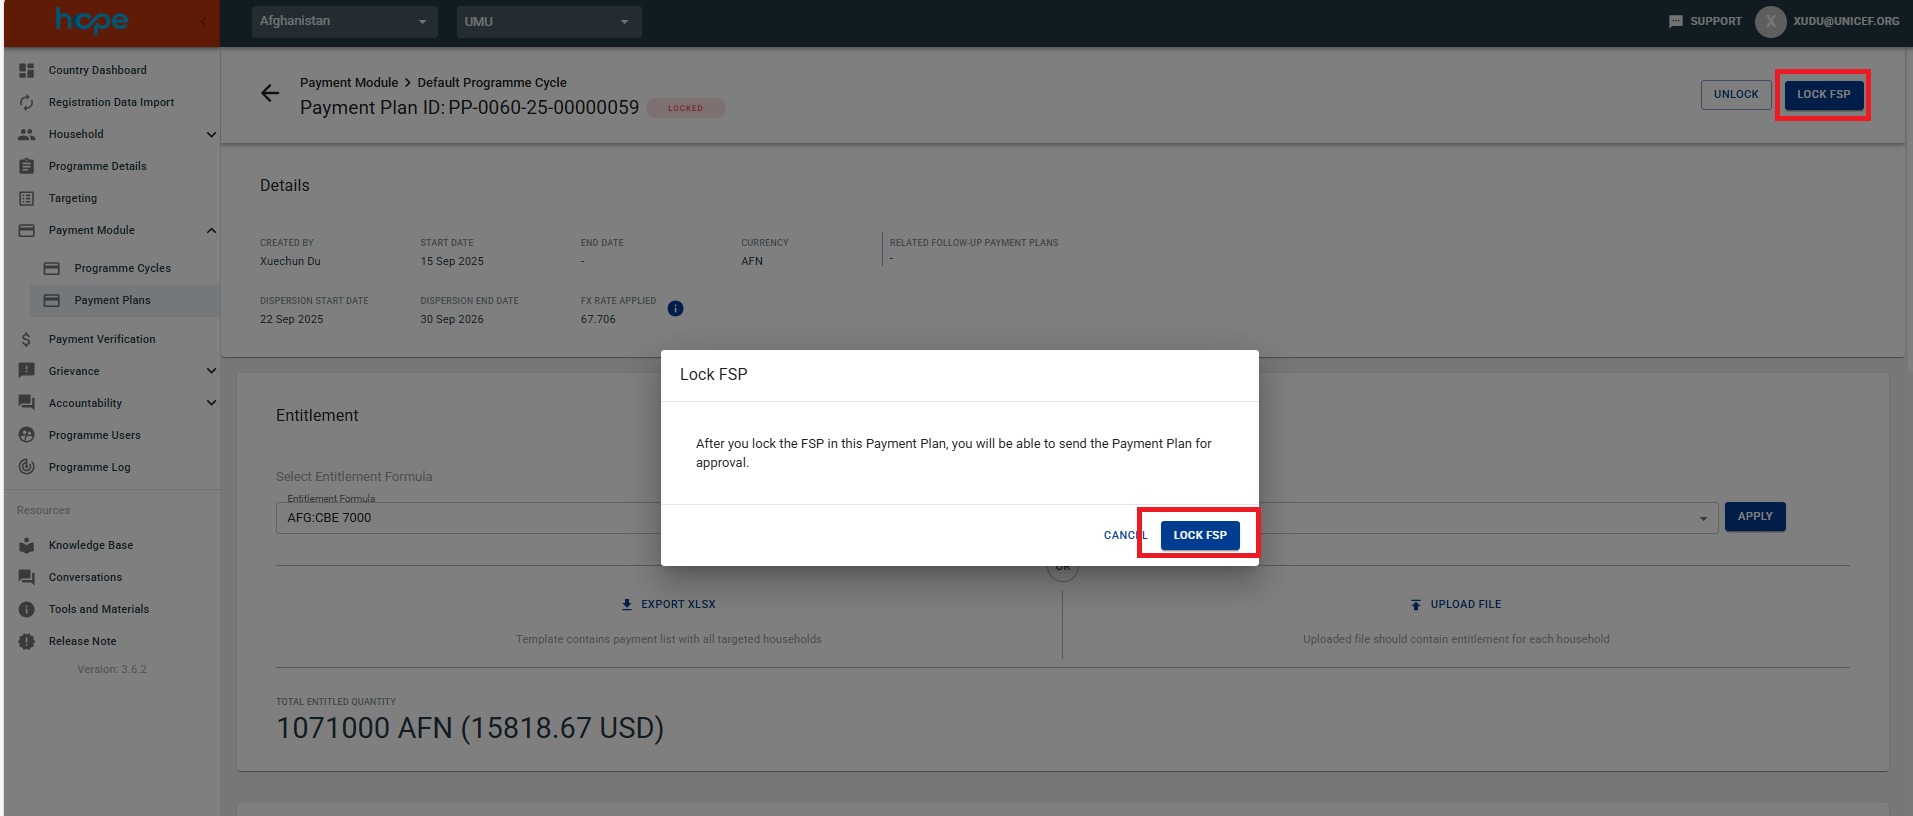 hope
Afghanistan
UMU
SUPPORT
X
XUDU@UNICEF.ORG
Country Dashboard
Registration Data Import
Household
Programme Details
Targeting
Payment Module
Programme Cycles
Payment Plans
Payment Verification
Grievance
Accountability
Programme Users
Programme Log
Resources
Knowledge Base
Conversations
Tools and Materials
Release Note
Version: 3.6.2
Payment Module > Default Programme Cycle
Payment Plan ID: PP-0060-25-00000059 LOCKED
UNLOCK
LOCK FSP
Details
CREATED BY
Xuechun Du
START DATE
15 Sep 2025
END DATE
-
CURRENCY
AFN
RELATED FOLLOW-UP PAYMENT PLANS
-
DISPERSION START DATE
22 Sep 2025
DISPERSION END DATE
30 Sep 2026
FX RATE APPLIED
67.706
Entitlement
Select Entitlement Formula
Entitlement Formula
AFG:CBE 7000
APPLY
Lock FSP
After you lock the FSP in this Payment Plan, you will be able to send the Payment Plan for
approval.
CANCEL
LOCK FSP
OR
EXPORT XLSX
Template contains payment list with all targeted households
UPLOAD FILE
Uploaded file should contain entitlement for each household
TOTAL ENTITLED QUANTITY
1071000 AFN (15818.67 USD)